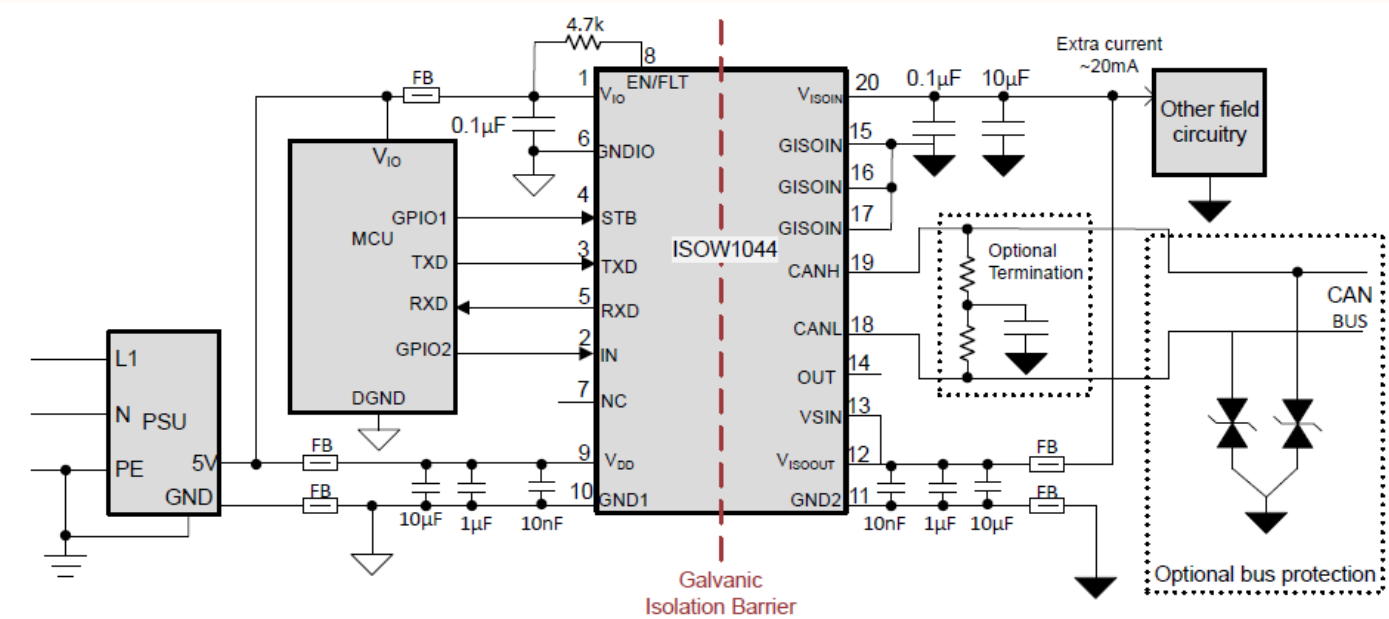 4.7k
8
Extra current
~20mA
FB
1
EN/FLT
VIO
20
VISOIN
0.1µF
10µF
Other field
circuitry
0.1µF
6
GNDIO
15
GISOIN
VIO
16
GISOIN
4
GPIO1
STB
17
GISOIN
MCU
ISOW1044
Optional
Termination
3
TXD
TXD
19
CANH
CAN
BUS
5
RXD
RXD
18
CANL
2
GPIO2
IN
14
OUT
L1
7
NC
DGND
13
VSIN
N
PSU
PE
5V
FB
9
VDD
12
VISOOUT
FB
GND
FB
10
GND1
11
GND2
FB
10µF
1µF
10nF
10nF
1µF
10µF
Galvanic
Isolation Barrier
Optional bus protection